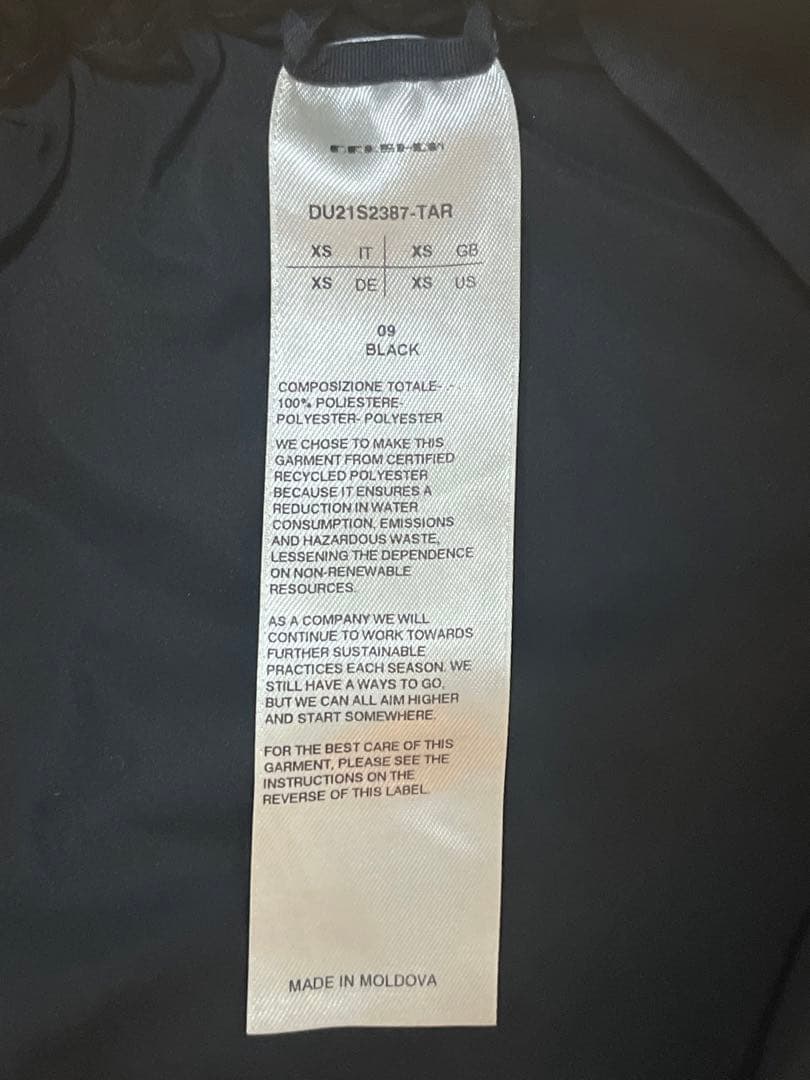 DU21S2387-TAR
XS IT XS GB
XS DE XS US
09
BLACK
COMPOSIZIONE TOTALE- - -
100% POLIESTERE-
POLYESTER- POLYESTER
WE CHOSE TO MAKE THIS
GARMENT FROM CERTIFIED
RECYCLED POLYESTER
BECAUSE IT ENSURES A
REDUCTION IN WATER
CONSUMPTION, EMISSIONS
AND HAZARDOUS WASTE,
LESSENING THE DEPENDENCE
ON NON-RENEWABLE
RESOURCES.
AS A COMPANY WE WILL
CONTINUE TO WORK TOWARDS
FURTHER SUSTAINABLE
PRACTICES EACH SEASON. WE
STILL HAVE A WAYS TO GO,
BUT WE CAN ALL AIM HIGHER
AND START SOMEWHERE.
FOR THE BEST CARE OF THIS
GARMENT, PLEASE SEE THE
INSTRUCTIONS ON THE
REVERSE OF THIS LABEL.
MADE IN MOLDOVA